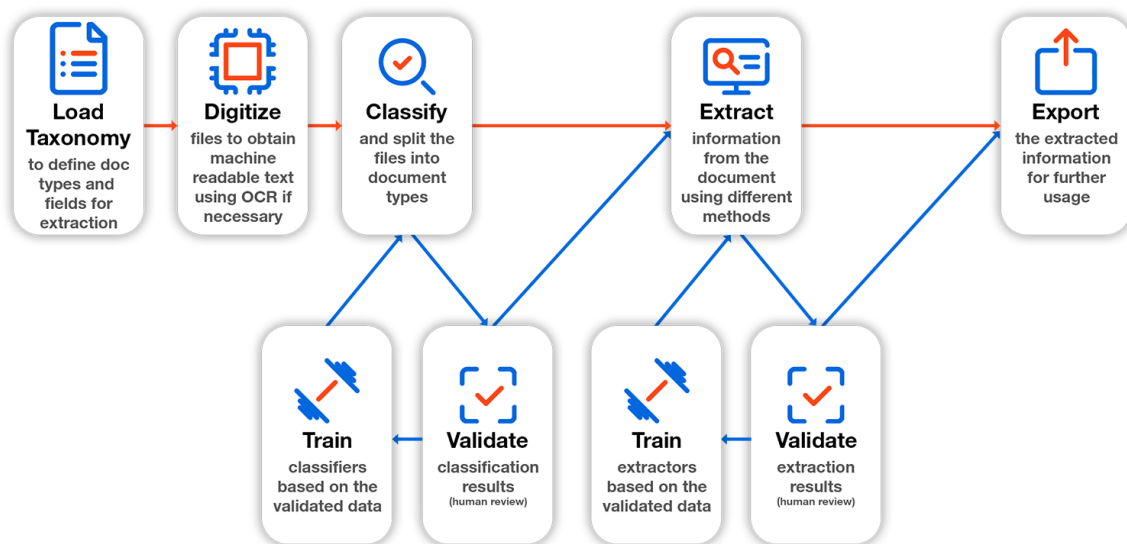 Load
Taxonomy
to define doc
types and
fields for
extraction
Digitize
files to obtain
machine
readable text
using OCR if
necessary
Classify
and split the
files into
document
types
Extract
information
from the
document
using different
methods
Export
the extracted
information
for further
usage
Train
classifiers
based on the
validated data
Validate
classification
results
(human review)
Train
extractors
based on the
validated data
Validate
extraction
results
(human review)